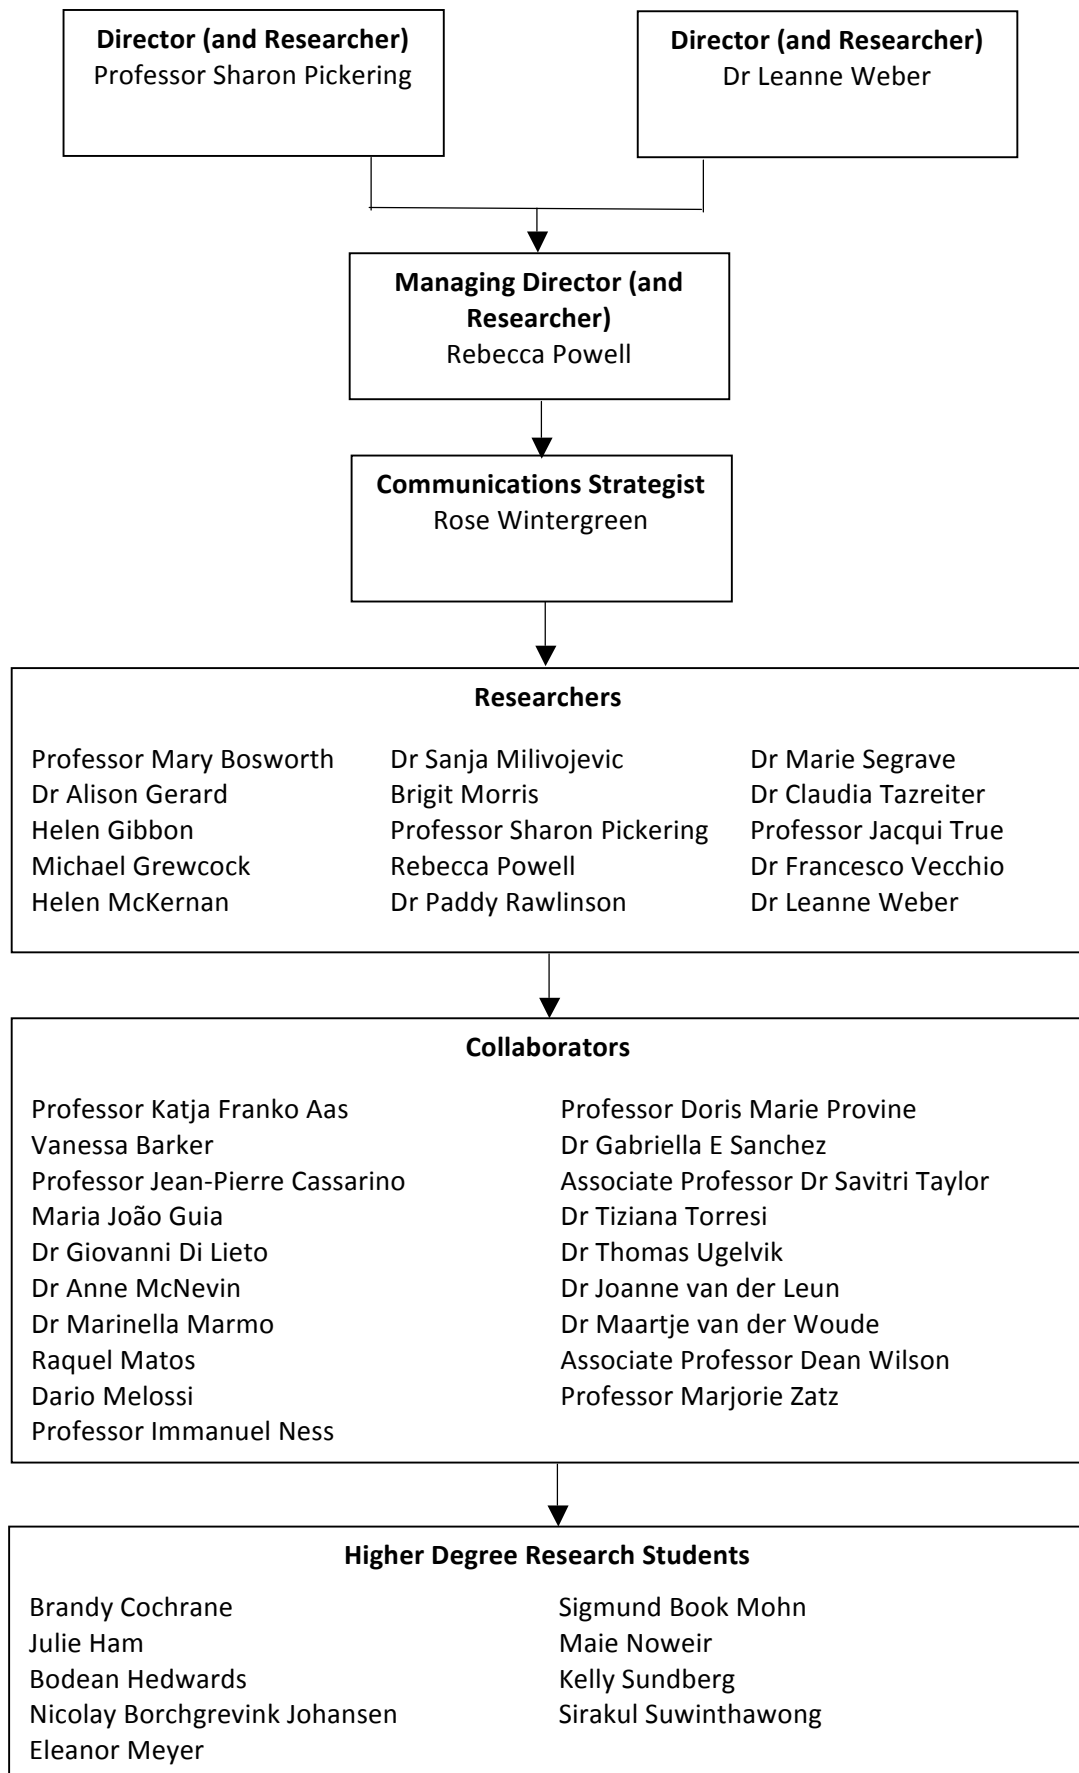 Director (and Researcher)
Professor Sharon Pickering
Director (and Researcher)
Dr Leanne Weber
Managing Director (and
Researcher)
Rebecca Powell
Communications Strategist
Rose Wintergreen
Researchers
Professor Mary Bosworth
Dr Alison Gerard
Helen Gibbon
Michael Grewcock
Helen McKernan
Dr Sanja Milivojevic
Brigit Morris
Professor Sharon Pickering
Rebecca Powell
Dr Paddy Rawlinson
Dr Marie Segrave
Dr Claudia Tazreiter
Professor Jacqui True
Dr Francesco Vecchio
Dr Leanne Weber
Collaborators
Professor Katja Franko Aas
Vanessa Barker
Professor Jean-Pierre Cassarino
Maria João Guia
Dr Giovanni Di Lieto
Dr Anne McNevin
Dr Marinella Marmo
Raquel Matos
Dario Melossi
Professor Immanuel Ness
Professor Doris Marie Provine
Dr Gabriella E Sanchez
Associate Professor Dr Savitri Taylor
Dr Tiziana Torresi
Dr Thomas Ugelvik
Dr Joanne van der Leun
Dr Maartje van der Woude
Associate Professor Dean Wilson
Professor Marjorie Zatz
Higher Degree Research Students
Brandy Cochrane
Julie Ham
Bodean Hedwards
Nicolay Borchgrevink Johansen
Eleanor Meyer
Sigmund Book Mohn
Maie Noweir
Kelly Sundberg
Sirakul Suwinthawong